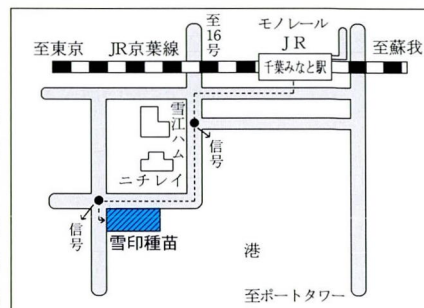 モノレール
至16号
JR
至東京
JR京葉線
千葉みなと駅
至蘇我
雪江ハム
信号
ニチレイ
信号
雪印種苗
港
至ポートタワー